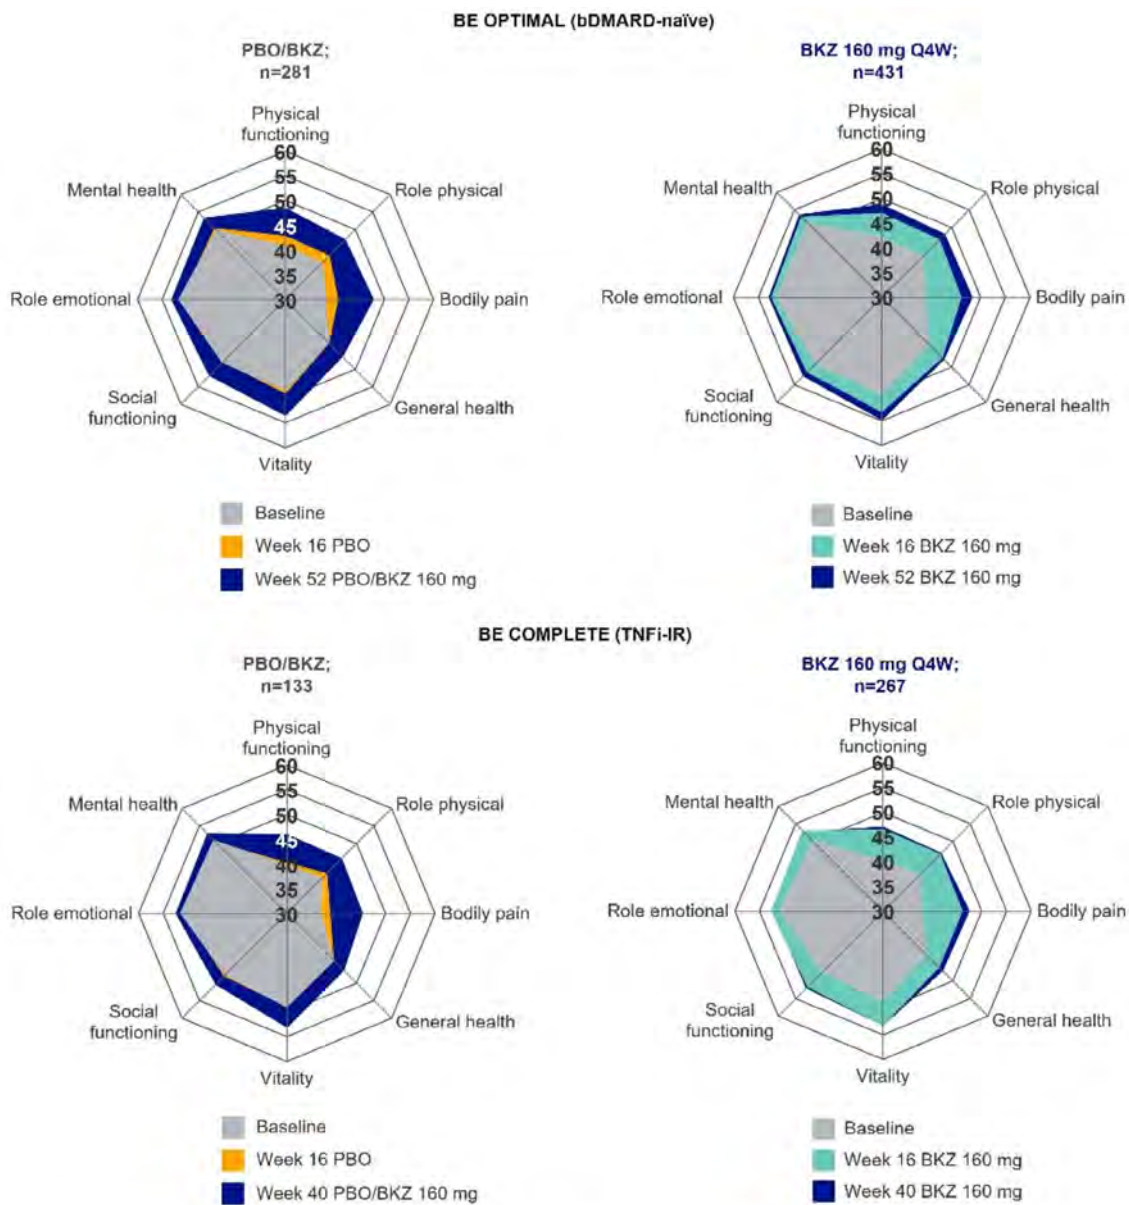 BE OPTIMAL (bDMARD-naïve)
PBO/BKZ;
n=281
Physical
functioning
60
55
50
45
40
35
30
Mental health
Role physical
Role emotional
Bodily pain
Social
functioning
General health
Vitality
Baseline
Week 16 PBO
Week 52 PBO/BKZ 160 mg
BKZ 160 mg Q4W;
n=431
Physical
functioning
60
55
50
45
40
35
30
Mental health
Role physical
Role emotional
Bodily pain
Social
functioning
General health
Vitality
Baseline
Week 16 BKZ 160 mg
Week 52 BKZ 160 mg
BE COMPLETE (TNFi-IR)
PBO/BKZ;
n=133
Physical
functioning
60
55
50
45
40
35
30
Mental health
Role physical
Role emotional
Bodily pain
Social
functioning
General health
Vitality
Baseline
Week 16 PBO
Week 40 PBO/BKZ 160 mg
BKZ 160 mg Q4W;
n=267
Physical
functioning
60
55
50
45
40
35
30
Mental health
Role physical
Role emotional
Bodily pain
Social
functioning
General health
Vitality
Baseline
Week 16 BKZ 160 mg
Week 40 BKZ 160 mg